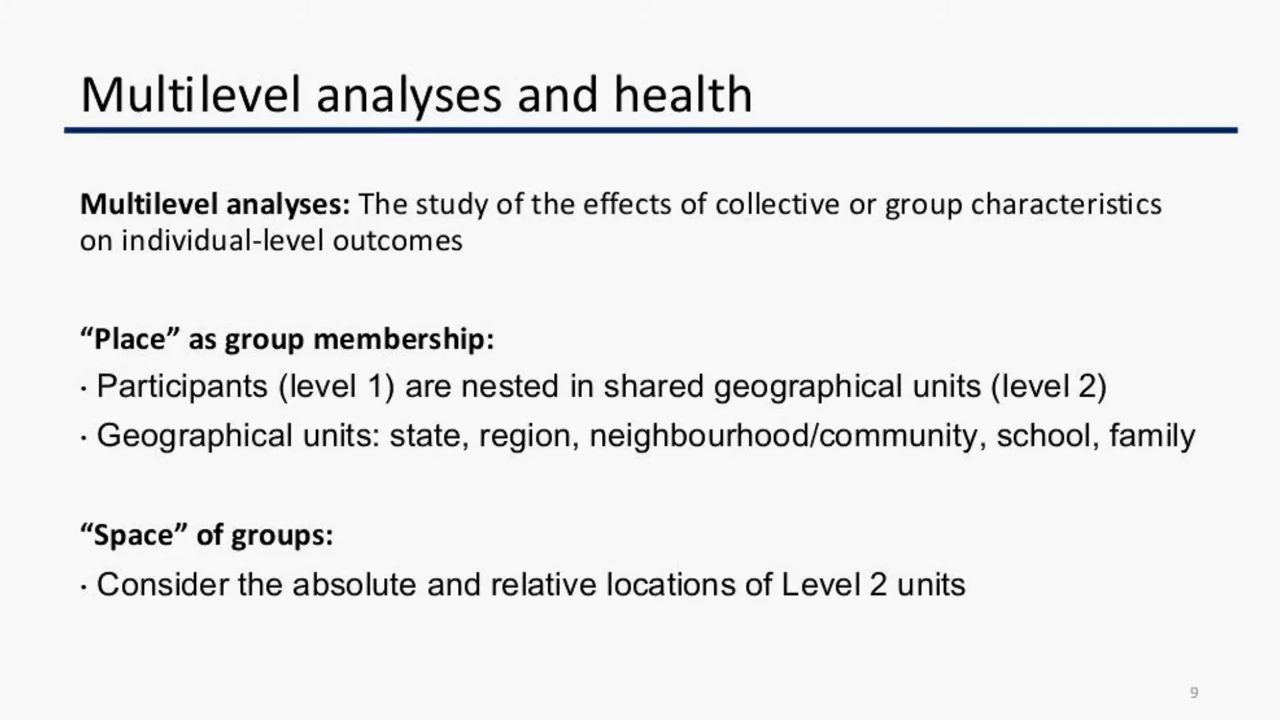 Multilevel analyses and health
Multilevel analyses: The study of the effects of collective or group characteristics
on individual-level outcomes
“Place” as group membership:
· Participants (level 1) are nested in shared geographical units (level 2)
· Geographical units: state, region, neighbourhood/community, school, family
“Space” of groups:
· Consider the absolute and relative locations of Level 2 units
9